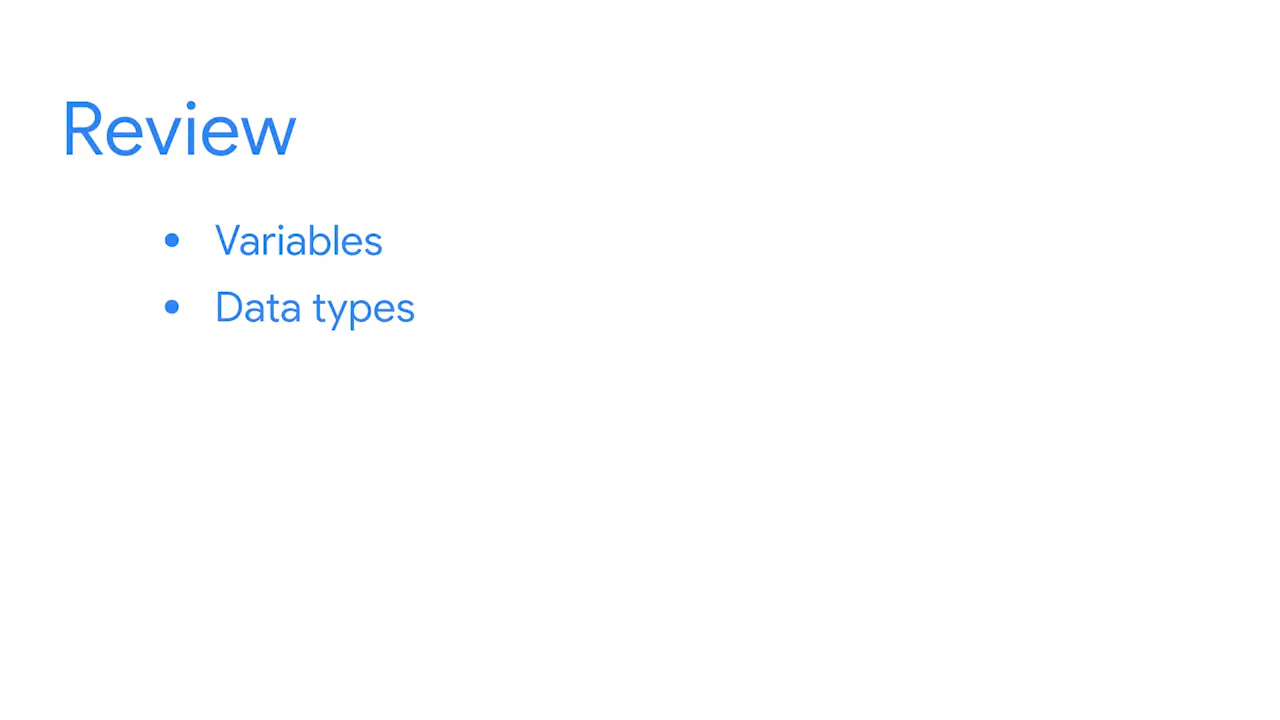 Review
• Variables
• Data types